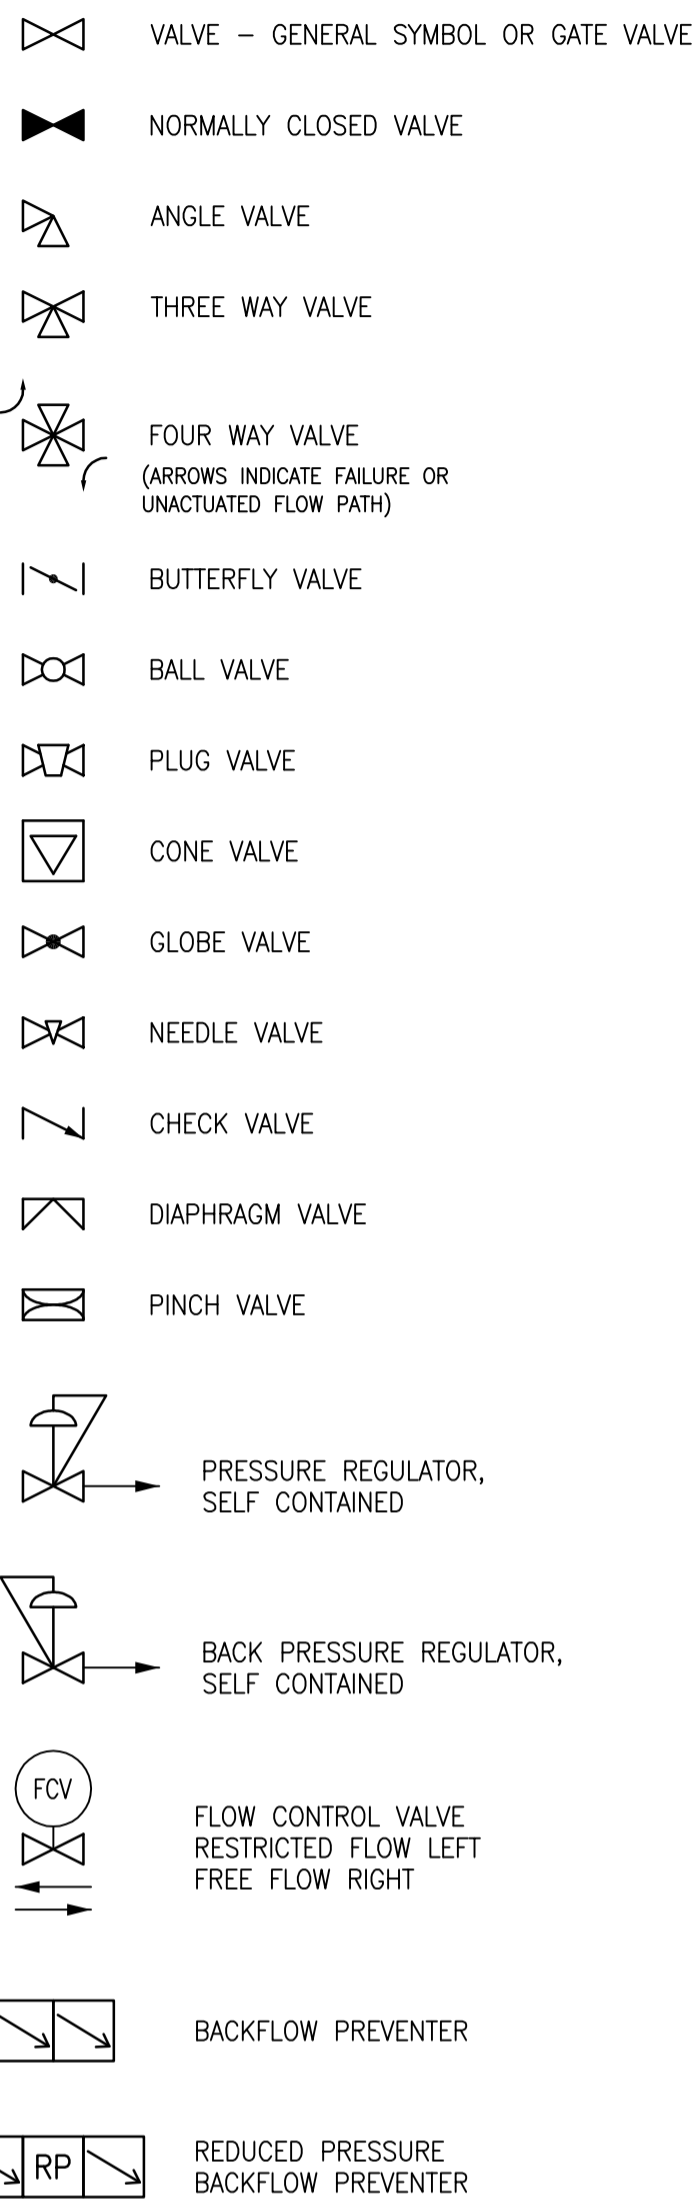 VALVE – GENERAL SYMBOL OR GATE VALVE
NORMALLY CLOSED VALVE
ANGLE VALVE
THREE WAY VALVE
FOUR WAY VALVE
(ARROWS INDICATE FAILURE OR
UNACTUATED FLOW PATH)
BUTTERFLY VALVE
BALL VALVE
PLUG VALVE
CONE VALVE
GLOBE VALVE
NEEDLE VALVE
CHECK VALVE
DIAPHRAGM VALVE
PINCH VALVE
PRESSURE REGULATOR,
SELF CONTAINED
BACK PRESSURE REGULATOR,
SELF CONTAINED
FCV
FLOW CONTROL VALVE
RESTRICTED FLOW LEFT
FREE FLOW RIGHT
BACKFLOW PREVENTER
RP
REDUCED PRESSURE
BACKFLOW PREVENTER